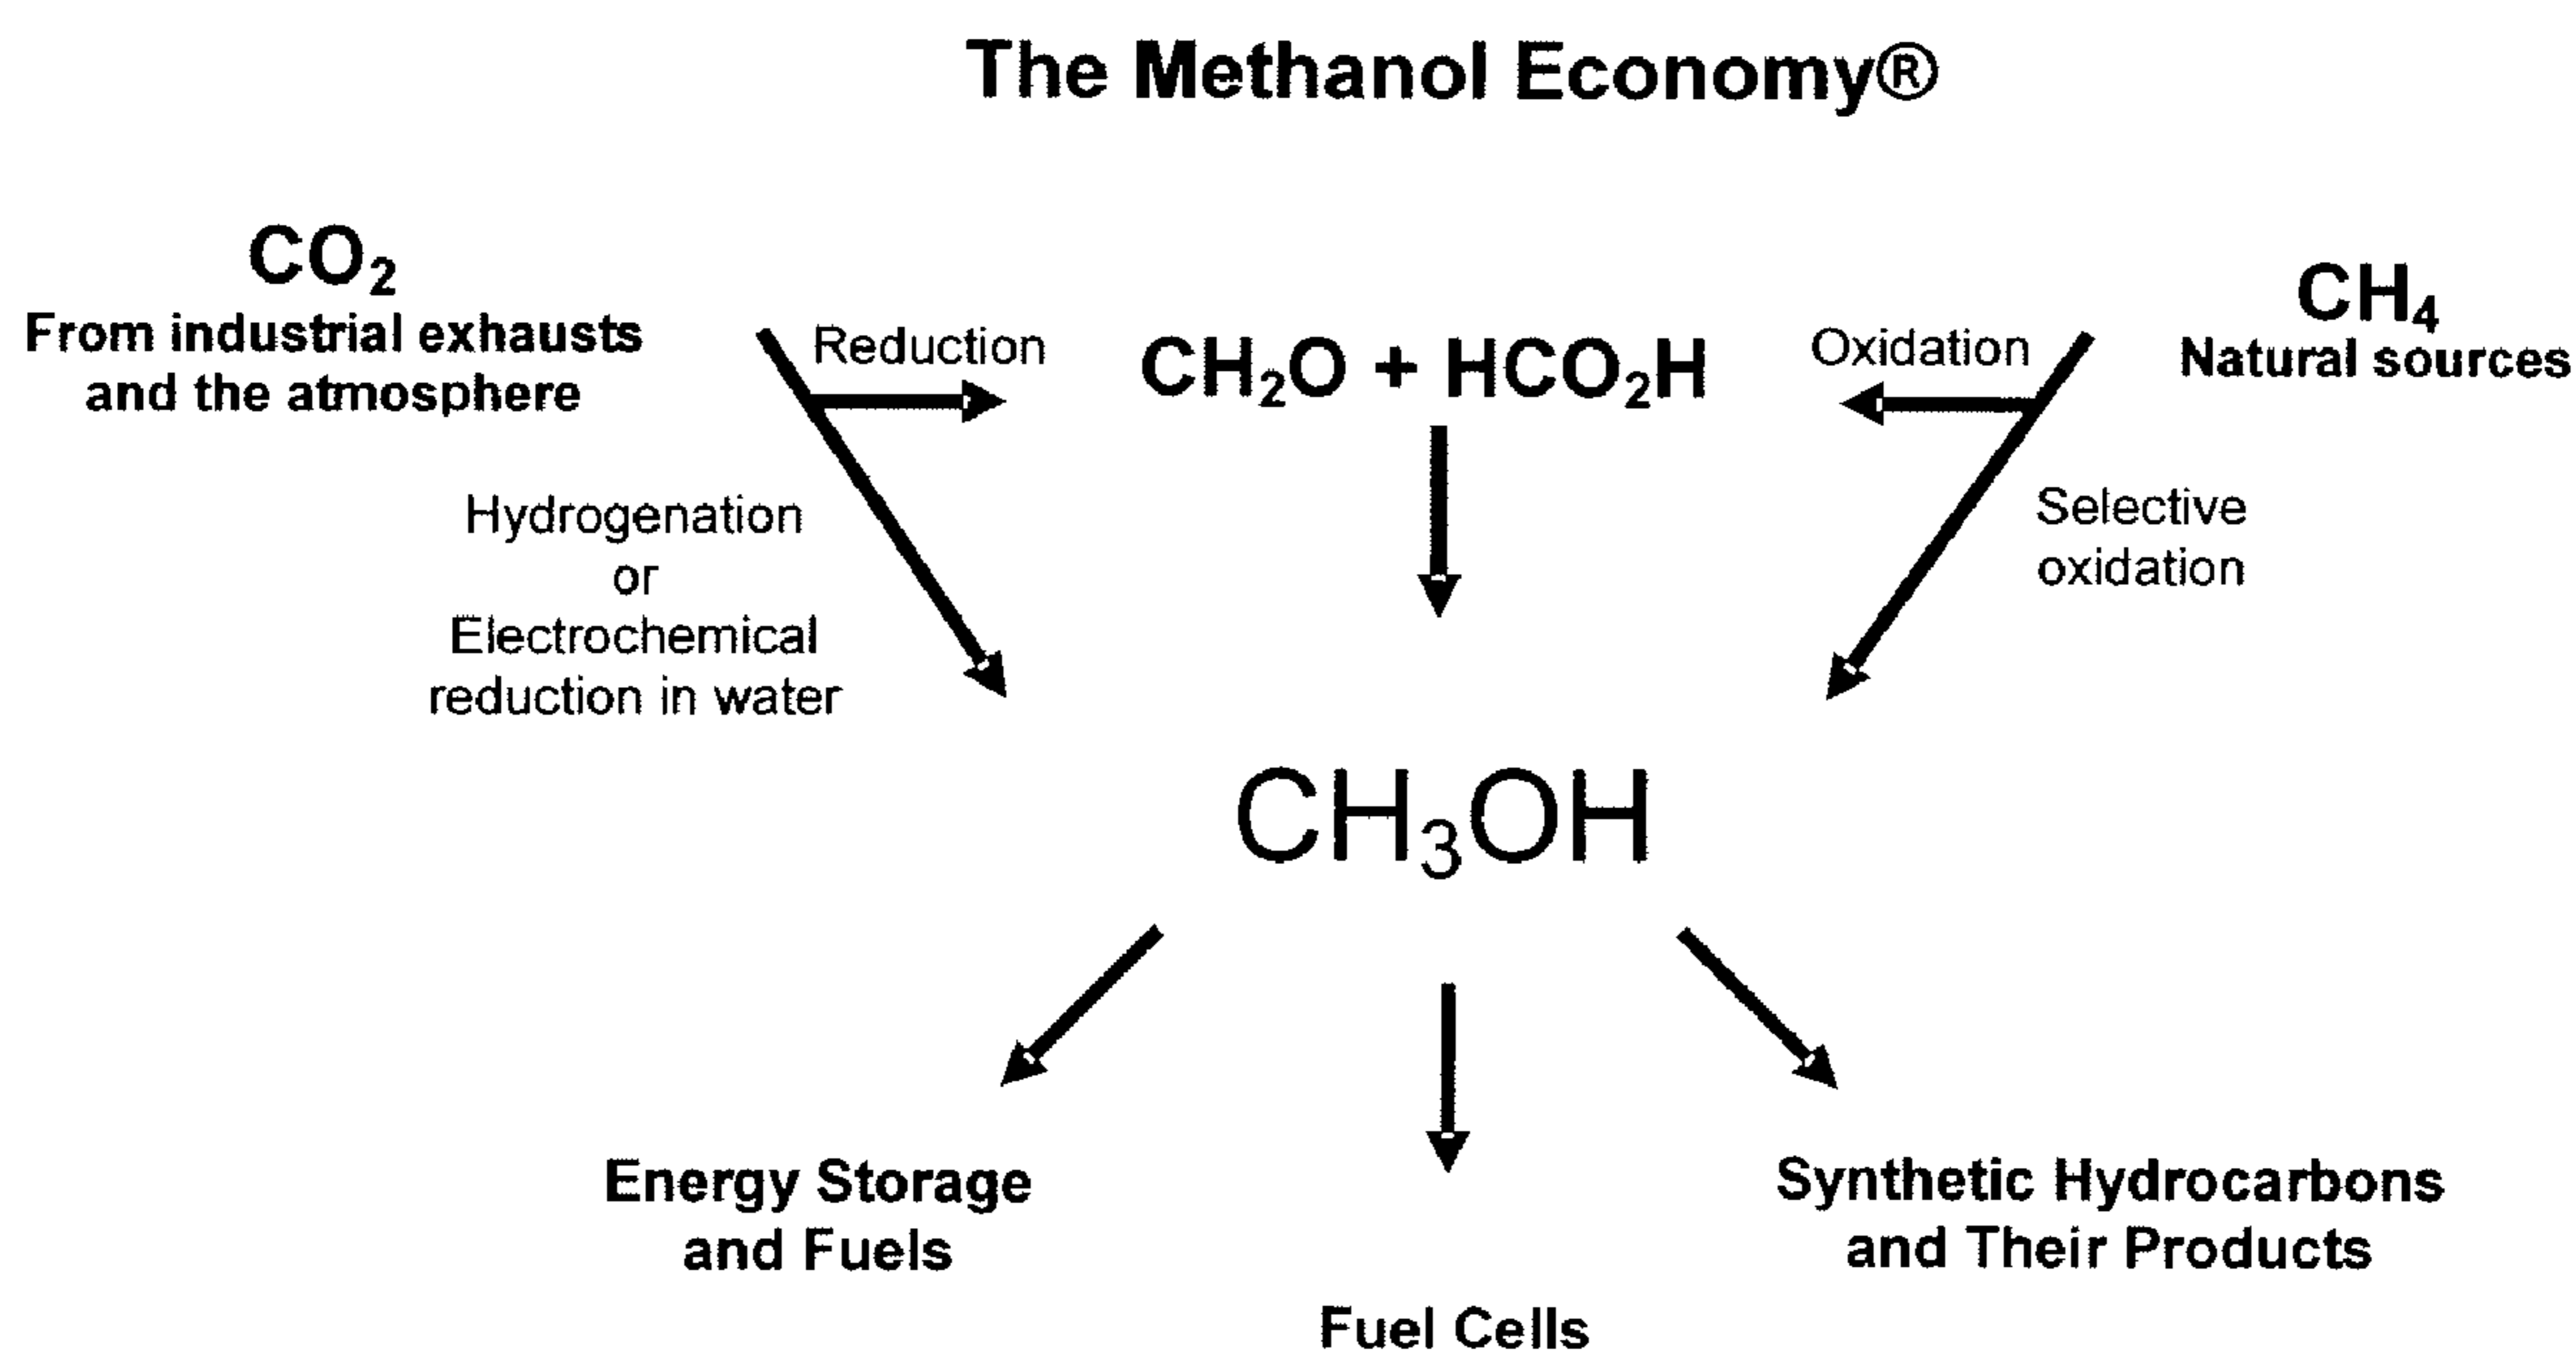 The Methanol Economy®
CO₂
From industrial exhausts
and the atmosphere
Reduction
CH₂O + HCO₂H
Oxidation
CH₄
Natural sources
Hydrogenation
or
Electrochemical
reduction in water
Selective
oxidation
CH₃OH
Energy Storage
and Fuels
Fuel Cells
Synthetic Hydrocarbons
and Their Products